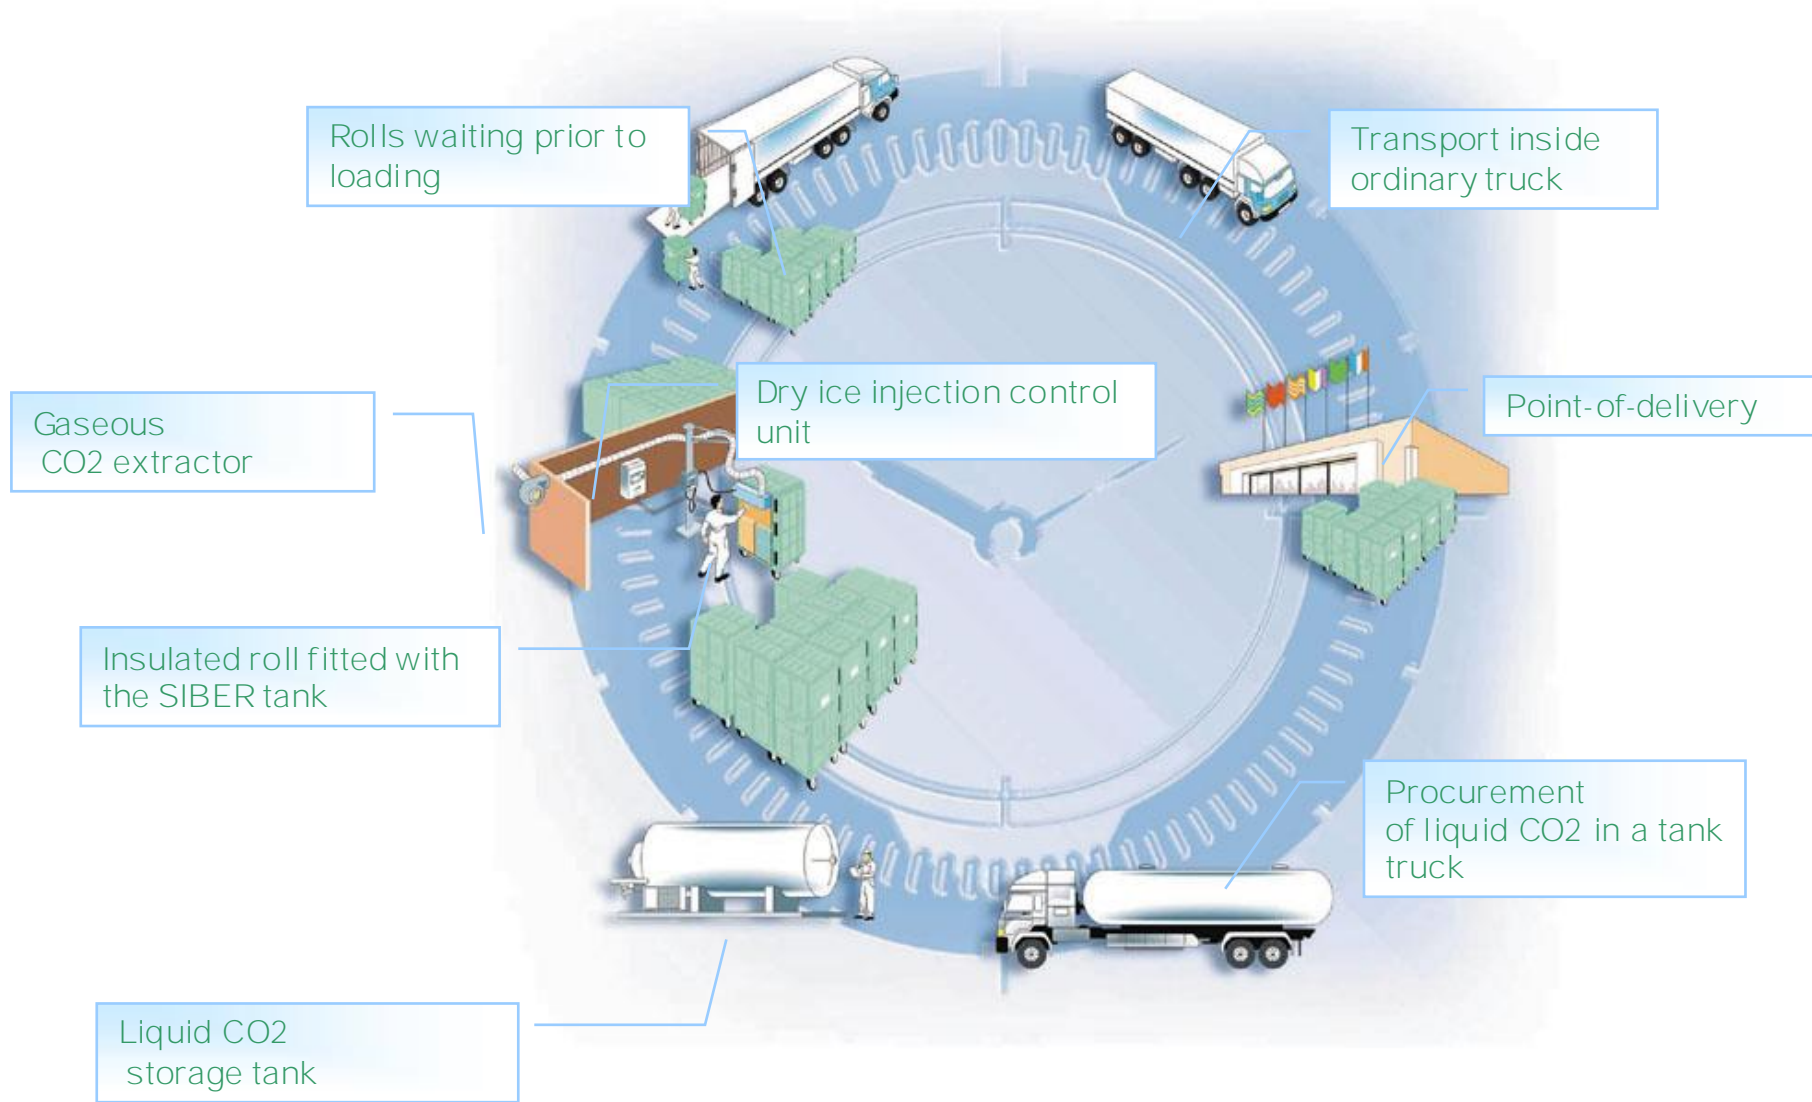 Rolls waiting prior to
loading
Transport inside
ordinary truck
Dry ice injection control
unit
Point-of-delivery
Gaseous
CO2 extractor
Insulated roll fitted with
the SIBER tank
Procurement
of liquid CO2 in a tank
truck
Liquid CO2
storage tank